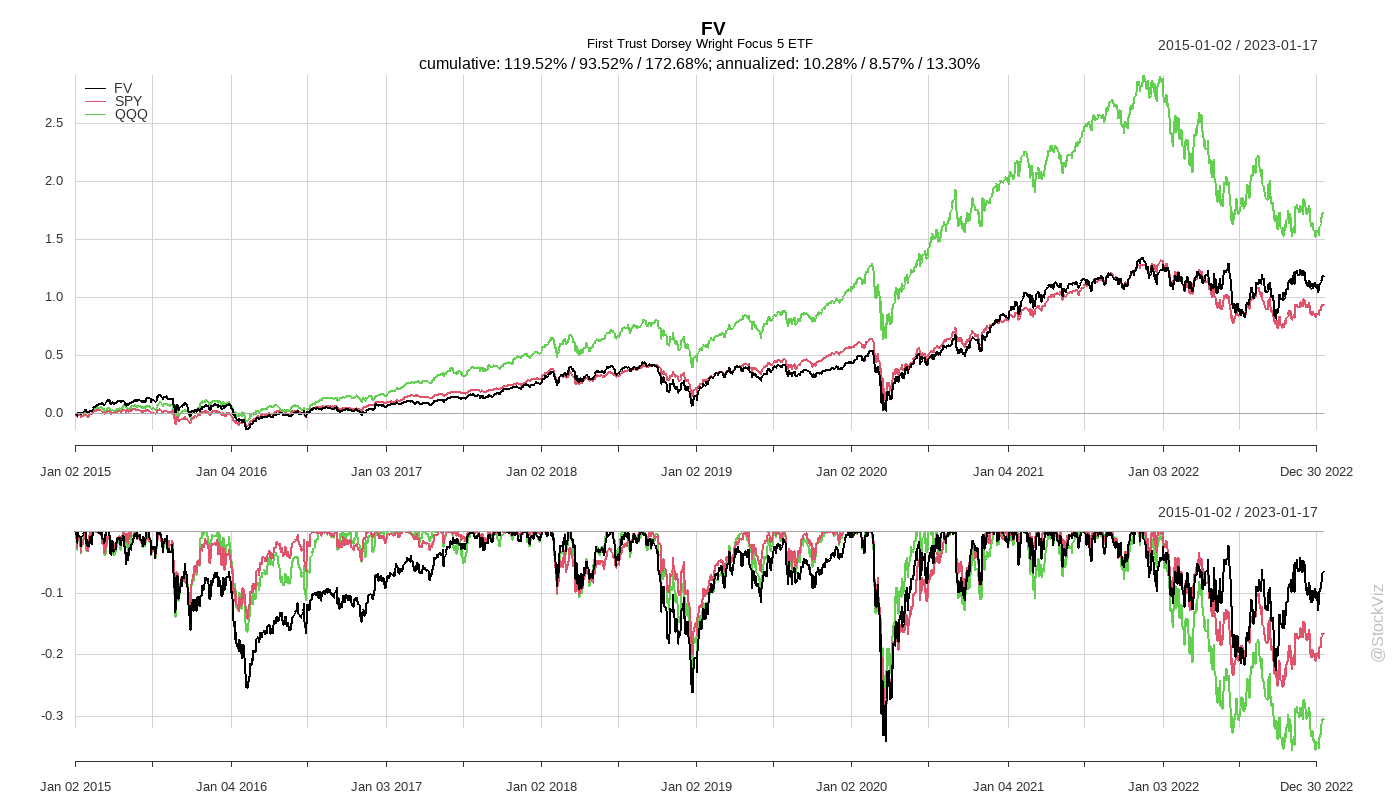 FV
First Trust Dorsey Wright Focus 5 ETF
2015-01-02 / 2023-01-17
cumulative: 119.52% / 93.52% / 172.68%; annualized: 10.28% / 8.57% / 13.30%
FV
SPY
QQQ
2.5
2.0
1.5
1.0
0.5
0.0
Jan 02 2015 Jan 04 2016 Jan 03 2017 Jan 02 2018 Jan 02 2019 Jan 02 2020 Jan 04 2021 Jan 03 2022 Dec 30 2022
2015-01-02 / 2023-01-17
-0.1
-0.2
-0.3
Jan 02 2015 Jan 04 2016 Jan 03 2017 Jan 02 2018 Jan 02 2019 Jan 02 2020 Jan 04 2021 Jan 03 2022 Dec 30 2022
@StockViz